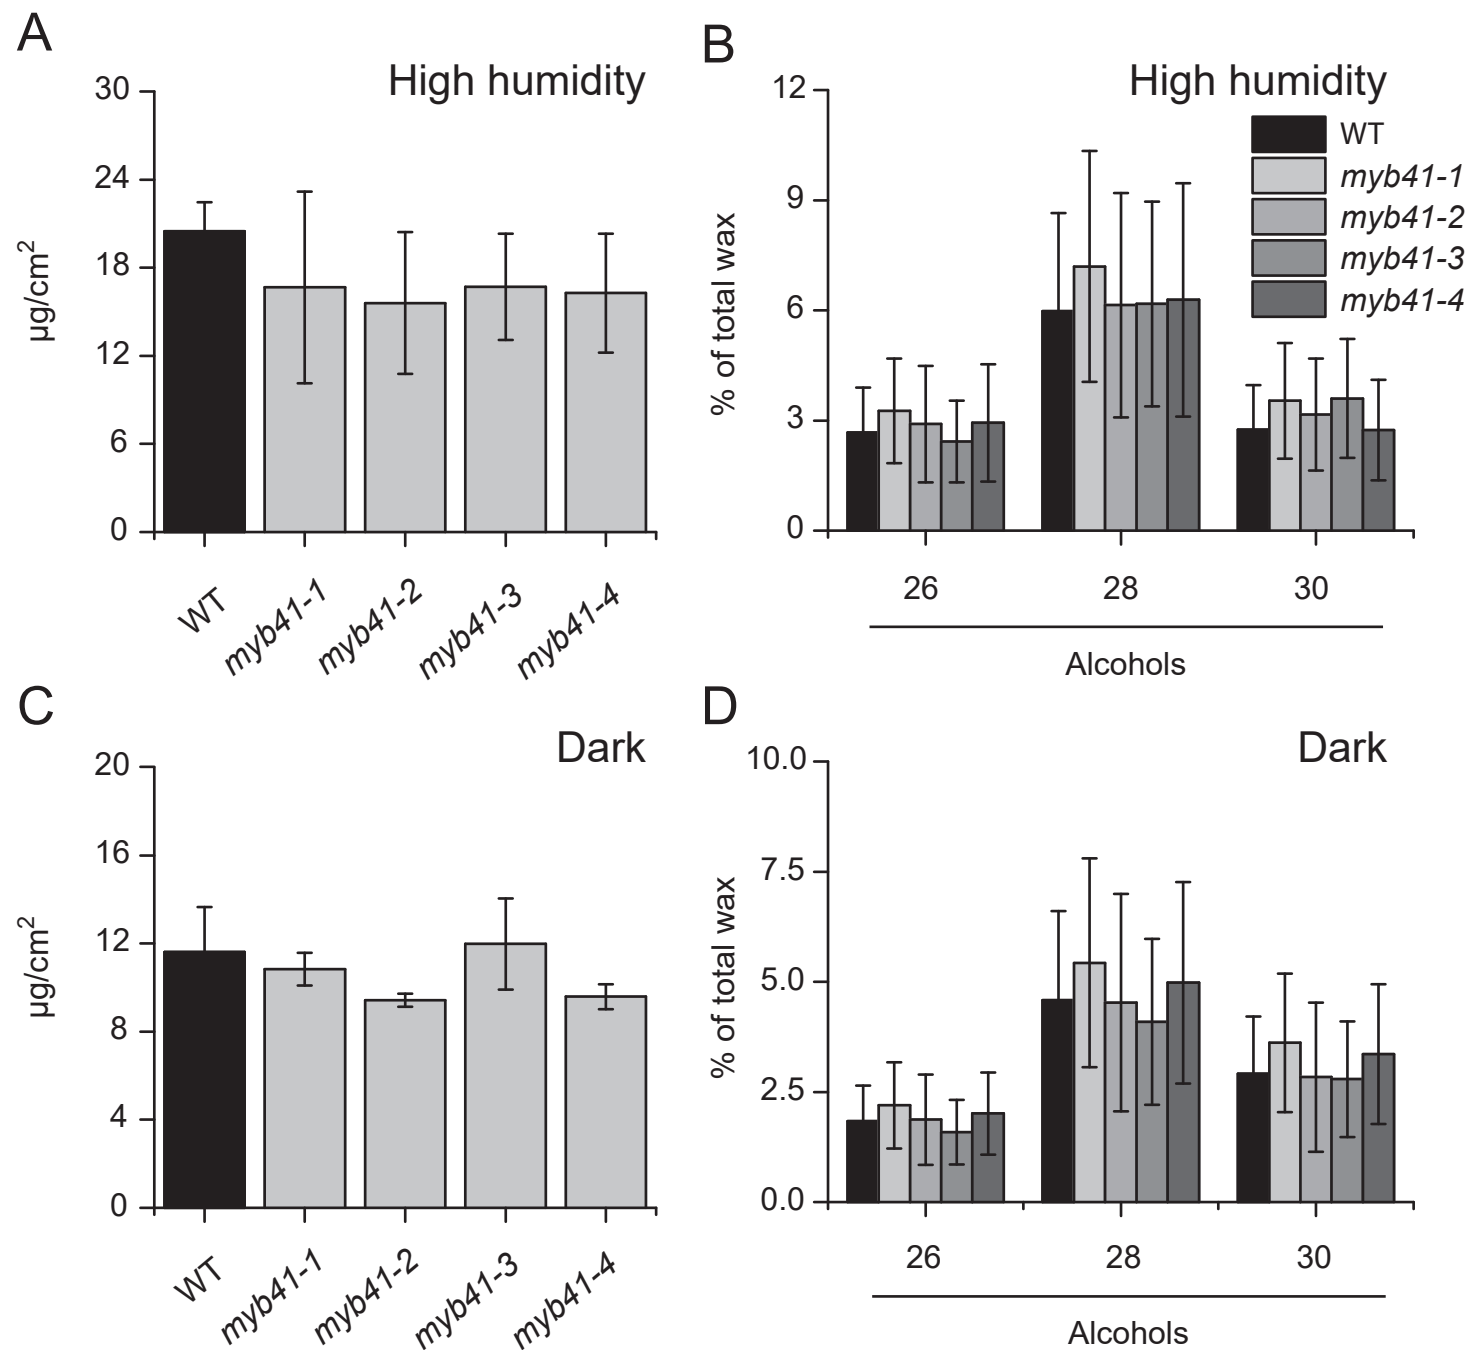 A
High humidity
30
24
18
12
6
0
µg/cm²
WT
myb41-1
myb41-2
myb41-3
myb41-4
B
High humidity
WT
myb41-1
myb41-2
myb41-3
myb41-4
12
9
6
3
0
% of total wax
26
28
30
Alcohols
C
Dark
20
16
12
8
4
0
µg/cm²
WT
myb41-1
myb41-2
myb41-3
myb41-4
D
Dark
10.0
7.5
5.0
2.5
0.0
% of total wax
26
28
30
Alcohols